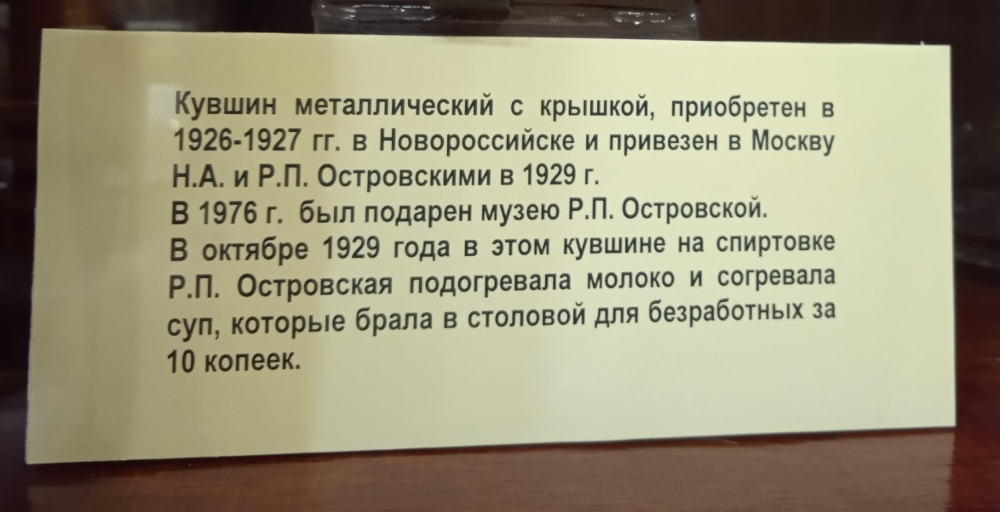 Кувшин металлический с крышкой, приобретен в
1926-1927 гг. в Новороссийске и привезен в Москву
Н.А. и Р.П. Островскими в 1929 г.
В 1976 г. был подарен музею Р.П. Островской.
В октябре 1929 года в этом кувшине на спиртовке
Р.П. Островская подогревала молоко и согревала
суп, которые брала в столовой для безработных за
10 копеек.